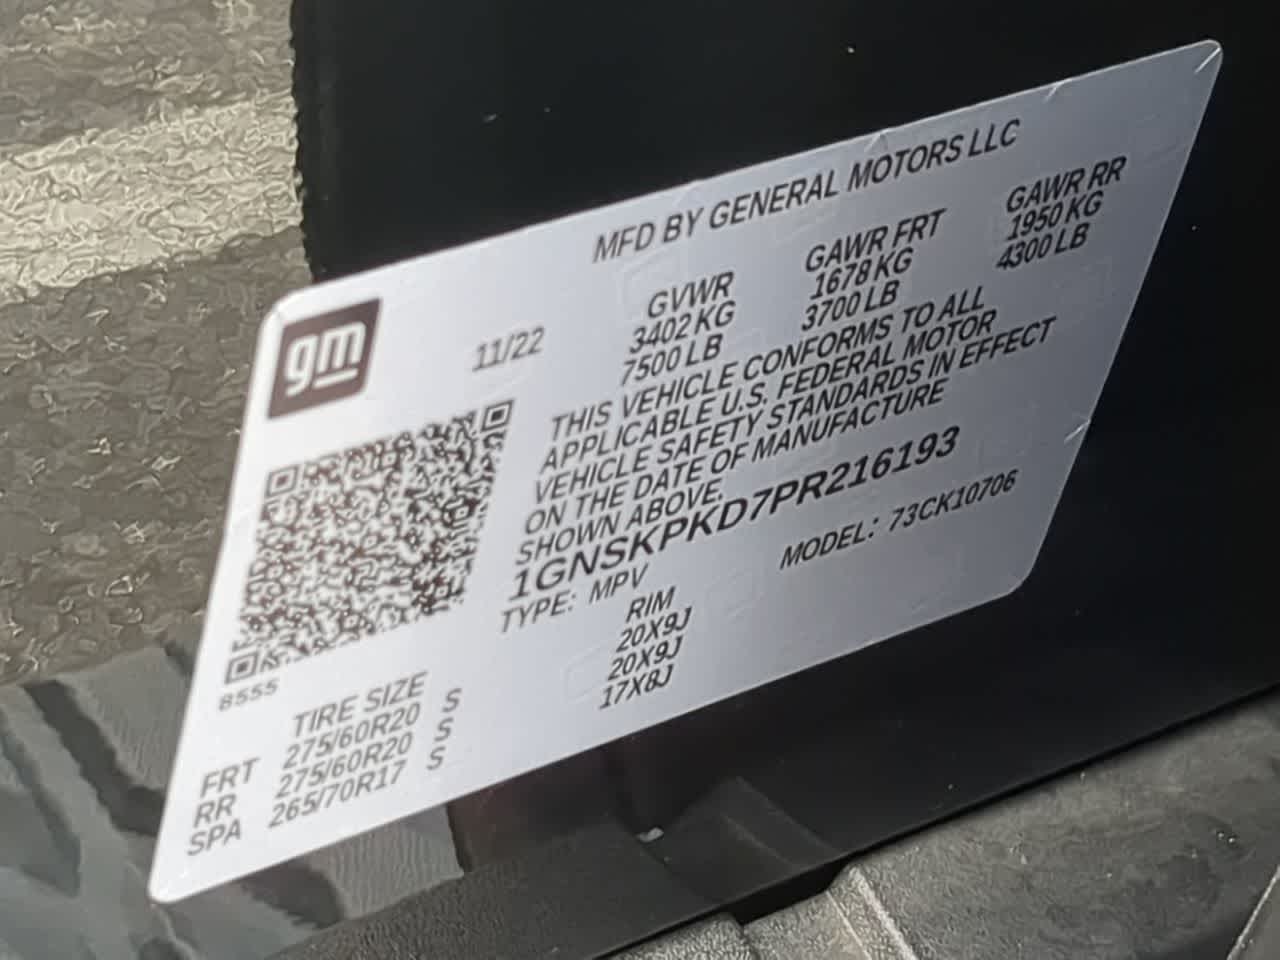 MFD BY GENERAL MOTORS LLC
gm
11/22
GVWR GAWR FRT GAWR RR
3402 KG 1678 KG 1950 KG
7500 LB 3700 LB 4300 LB
THIS VEHICLE CONFORMS TO ALL
APPLICABLE U.S. FEDERAL MOTOR
VEHICLE SAFETY STANDARDS IN EFFECT
ON THE DATE OF MANUFACTURE
SHOWN ABOVE.
1GNSKPKD7PR216193
TYPE: MPV MODEL: 73CK10706
8555
TIRE SIZE RIM
FRT 275/60R20 S 20X9J
RR 275/60R20 S 20X9J
SPA 265/70R17 S 17X8J